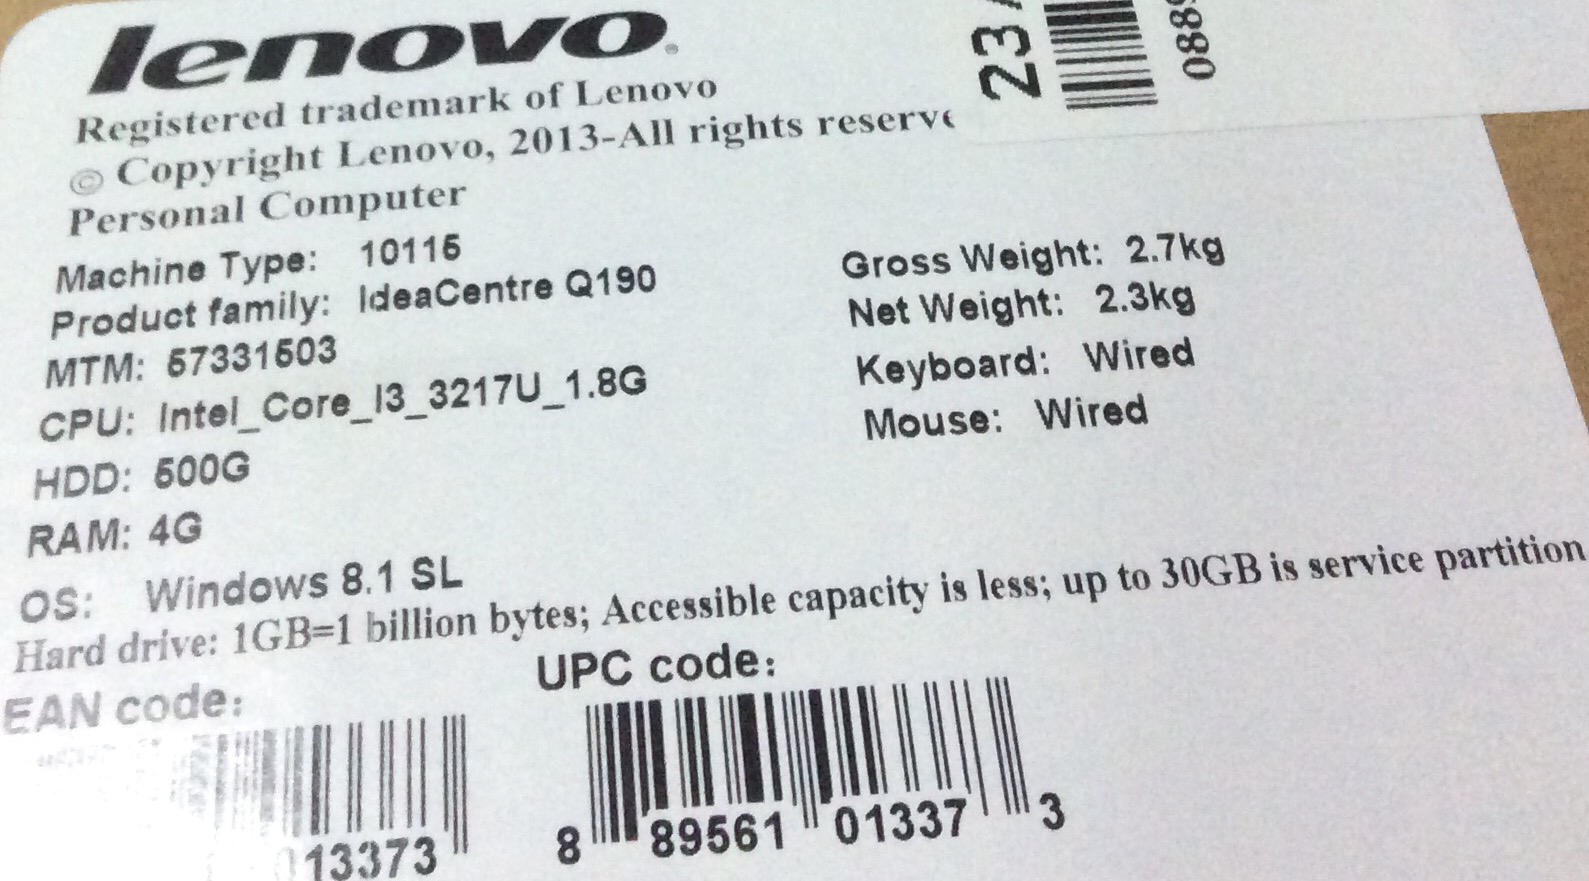 lenovo
Registered trademark of Lenovo
© Copyright Lenovo, 2013-All rights reserve
Personal Computer
Machine Type: 10115
Product family: IdeaCentre Q190
MTM: 57331503
CPU: Intel_Core_I3_3217U_1.8G
HDD: 500G
RAM: 4G
OS: Windows 8.1 SL
Gross Weight: 2.7kg
Net Weight: 2.3kg
Keyboard: Wired
Mouse: Wired
Hard drive: 1GB=1 billion bytes; Accessible capacity is less; up to 30GB is service partition
EAN code:
013373
UPC code:
8 89561 01337 3
23
088